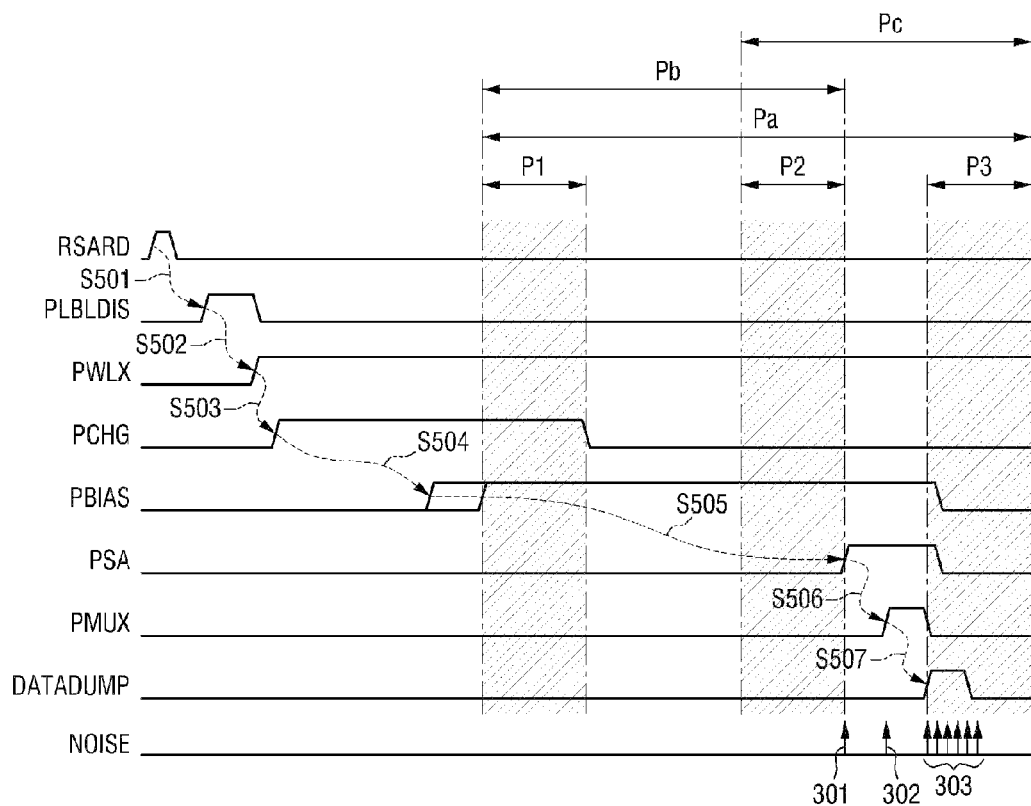 Pc
Pb
Pa
P1 P2 P3
RSARD
S501
PLBLDIS
S502
PWLX
S503
PCHG
S504
PBIAS
S505
PSA
S506
PMUX
S507
DATADUMP
NOISE
301 302 303